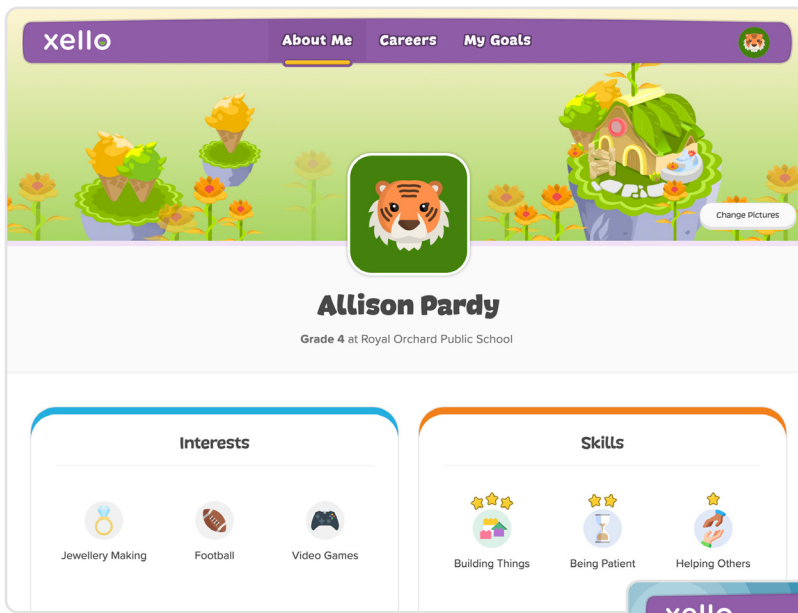 xello
About Me Careers My Goals
Change Pictures
Allison Pardy
Grade 4 at Royal Orchard Public School
Interests
Jewellery Making Football Video Games
Skills
Building Things Being Patient Helping Others
xello